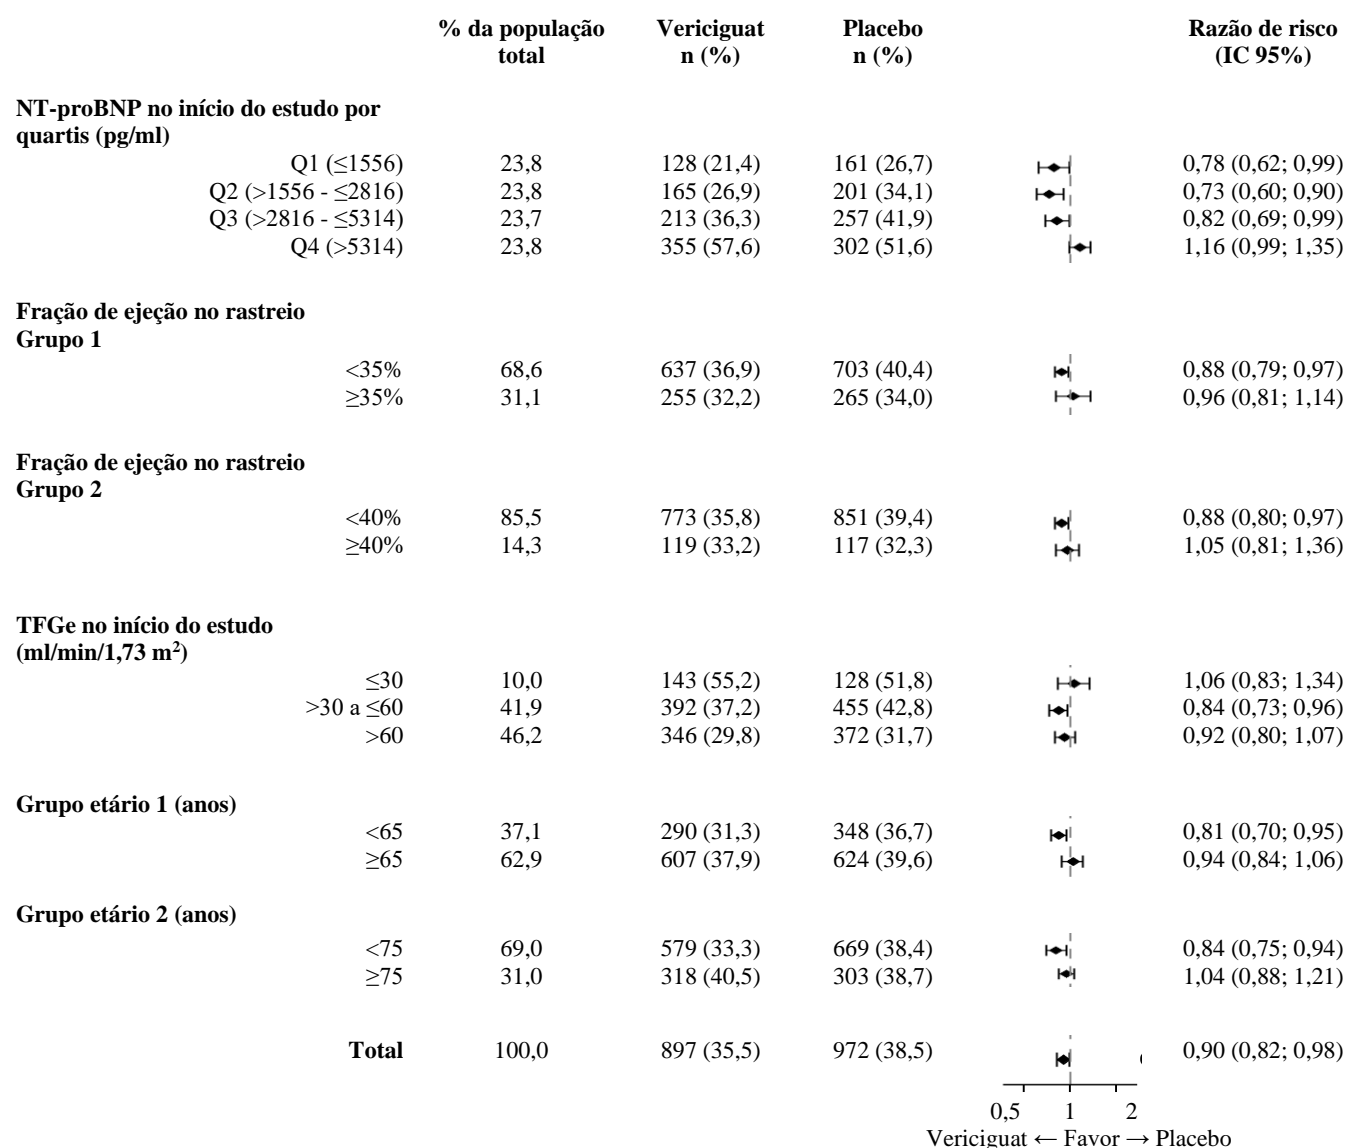 % da população total Vericiguat n (%) Placebo n (%) Razão de risco (IC 95%)
NT-proBNP no início do estudo por
quartis (pg/ml)
Q1 (≤1556) 23,8 128 (21,4) 161 (26,7) 0,78 (0,62; 0,99)
Q2 (>1556 - ≤2816) 23,8 165 (26,9) 201 (34,1) 0,73 (0,60; 0,90)
Q3 (>2816 - ≤5314) 23,7 213 (36,3) 257 (41,9) 0,82 (0,69; 0,99)
Q4 (>5314) 23,8 355 (57,6) 302 (51,6) 1,16 (0,99; 1,35)
Fração de ejeção no rastreio
Grupo 1
<35% 68,6 637 (36,9) 703 (40,4) 0,88 (0,79; 0,97)
≥35% 31,1 255 (32,2) 265 (34,0) 0,96 (0,81; 1,14)
Fração de ejeção no rastreio
Grupo 2
<40% 85,5 773 (35,8) 851 (39,4) 0,88 (0,80; 0,97)
≥40% 14,3 119 (33,2) 117 (32,3) 1,05 (0,81; 1,36)
TFGe no início do estudo
(ml/min/1,73 m²)
≤30 10,0 143 (55,2) 128 (51,8) 1,06 (0,83; 1,34)
>30 a ≤60 41,9 392 (37,2) 455 (42,8) 0,84 (0,73; 0,96)
>60 46,2 346 (29,8) 372 (31,7) 0,92 (0,80; 1,07)
Grupo etário 1 (anos)
<65 37,1 290 (31,3) 348 (36,7) 0,81 (0,70; 0,95)
≥65 62,9 607 (37,9) 624 (39,6) 0,94 (0,84; 1,06)
Grupo etário 2 (anos)
<75 69,0 579 (33,3) 669 (38,4) 0,84 (0,75; 0,94)
≥75 31,0 318 (40,5) 303 (38,7) 1,04 (0,88; 1,21)
Total 100,0 897 (35,5) 972 (38,5) 0,90 (0,82; 0,98)
0,5 1 2
Vericiguat ← Favor → Placebo